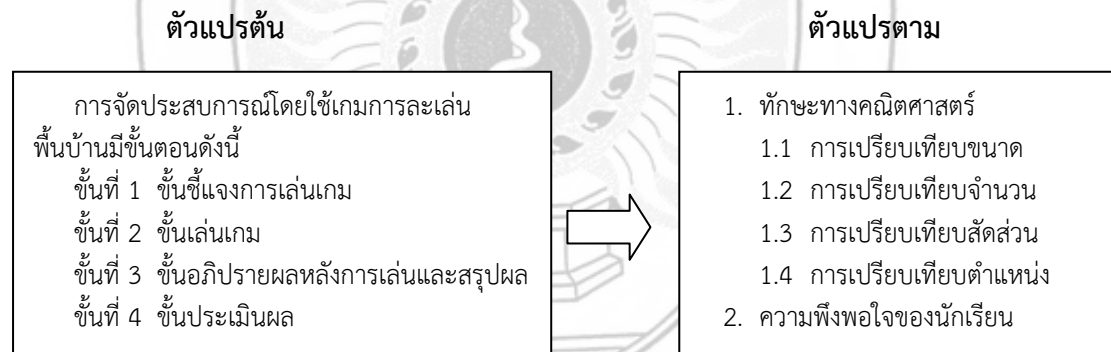 ตัวแปรต้น
การจัดประสบการณ์โดยใช้เกมการละเล่น
พื้นบ้านมีขั้นตอนดังนี้
ขั้นที่ 1 ขั้นชี้แจงการเล่นเกม
ขั้นที่ 2 ขั้นเล่นเกม
ขั้นที่ 3 ขั้นอภิปรายผลหลังการเล่นและสรุปผล
ขั้นที่ 4 ขั้นประเมินผล
ตัวแปรตาม
1. ทักษะทางคณิตศาสตร์
1.1 การเปรียบเทียบขนาด
1.2 การเปรียบเทียบจำนวน
1.3 การเปรียบเทียบสัดส่วน
1.4 การเปรียบเทียบตำแหน่ง
2. ความพึงพอใจของนักเรียน